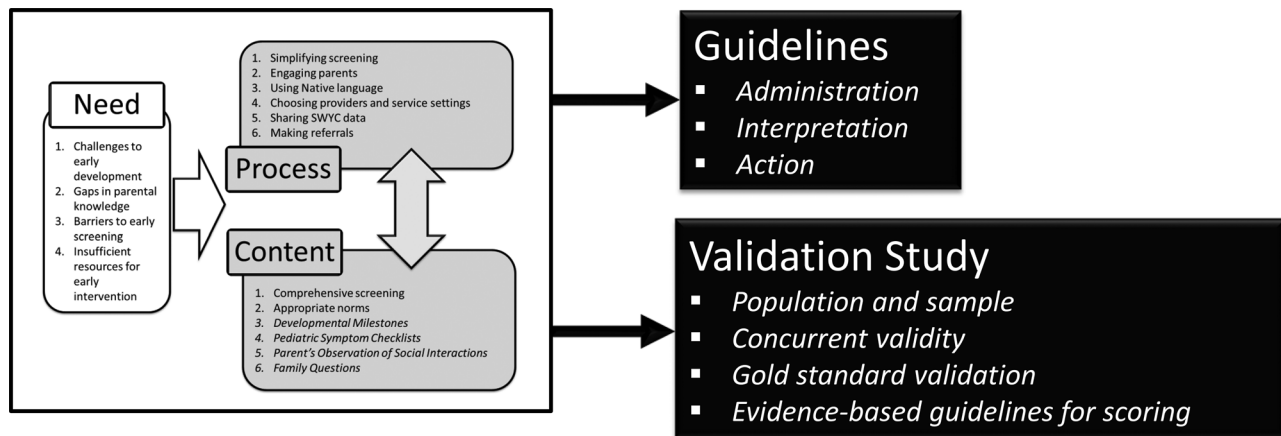 Need
1. Challenges to
early
development
2. Gaps in parental
knowledge
3. Barriers to early
screening
4. Insufficient
resources for
early
intervention
1. Simplifying screening
2. Engaging parents
3. Using Native language
4. Choosing providers and service settings
5. Sharing SWYC data
6. Making referrals
Process
Content
1. Comprehensive screening
2. Appropriate norms
3. Developmental Milestones
4. Pediatric Symptom Checklists
5. Parent's Observation of Social Interactions
6. Family Questions
Guidelines
▪ Administration
▪ Interpretation
▪ Action
Validation Study
▪ Population and sample
▪ Concurrent validity
▪ Gold standard validation
▪ Evidence-based guidelines for scoring